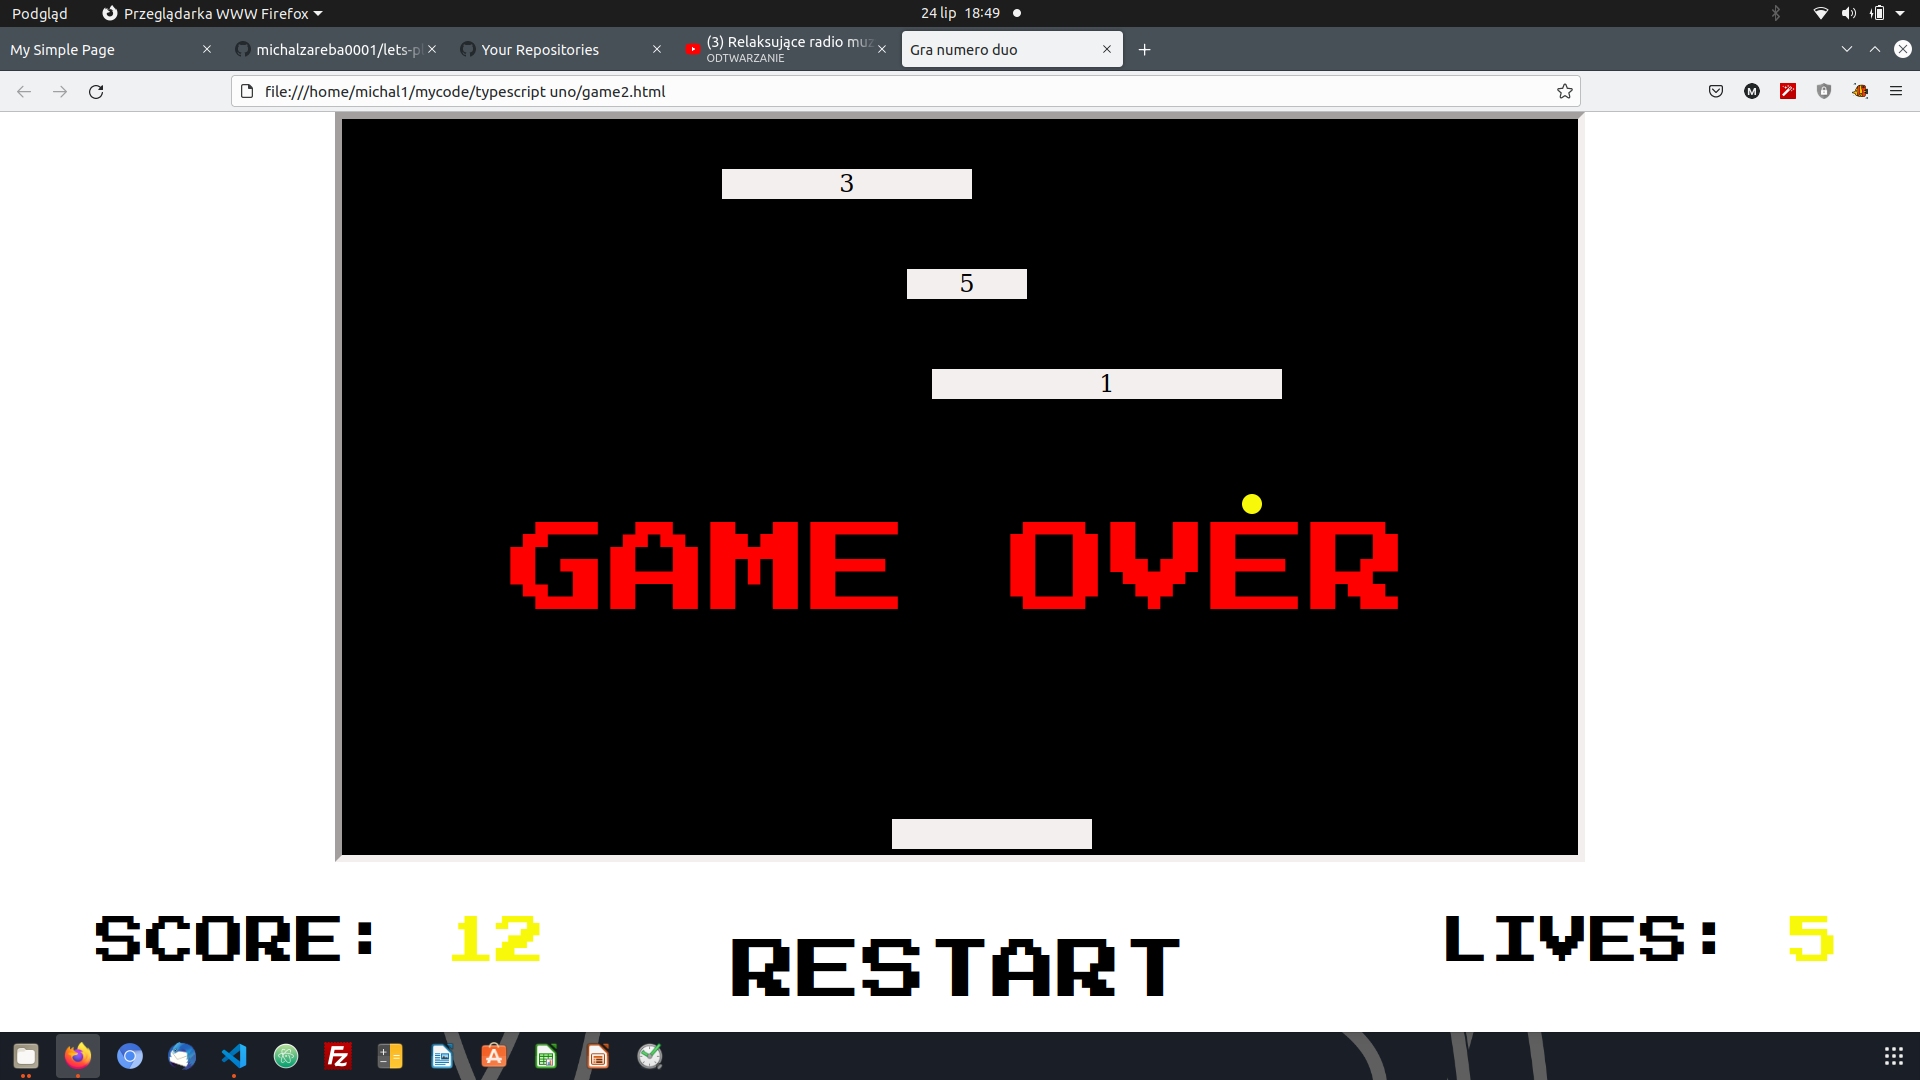 Podgląd
Przeglądarka WWW Firefox
24 lip 18:49
My Simple Page
michalzareba0001/lets-pl
Your Repositories
(3) Relaksujące radio muz
ODTWARZANIE
Gra numero duo
file:///home/michal1/mycode/typescript uno/game2.html
3
5
1
GAME OVER
SCORE: 12
RESTART
LIVES: 5